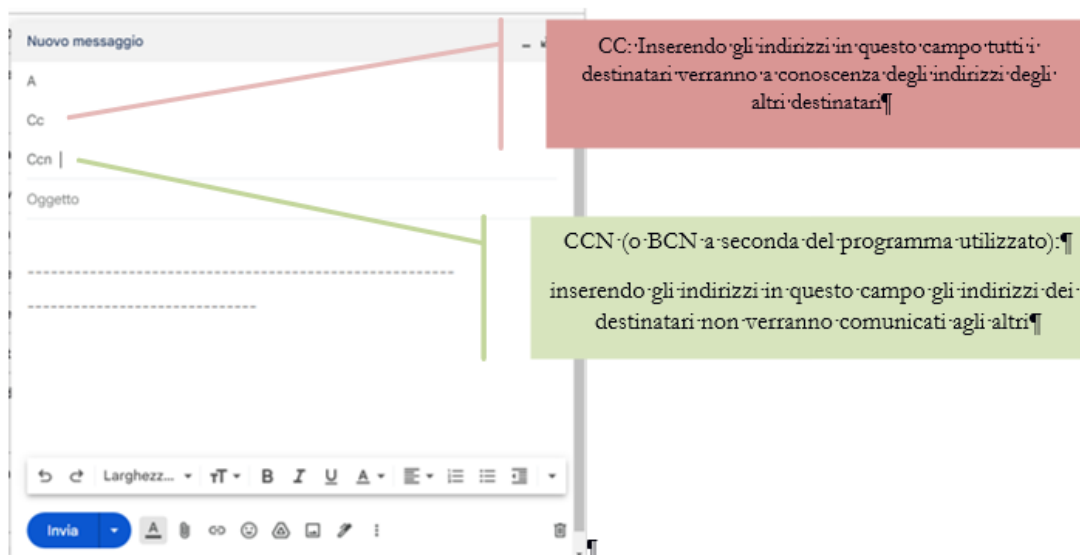 Nuovo messaggio
A
Cc
Ccn
Oggetto
CC: Inserendo gli indirizzi in questo campo tutti i
destinatari verranno a conoscenza degli indirizzi degli
altri destinatari¶
CCN (o BCN a seconda del programma utilizzato):¶
inserendo gli indirizzi in questo campo gli indirizzi dei
destinatari non verranno comunicati agli altri¶
Larghezz...
Invia
¶